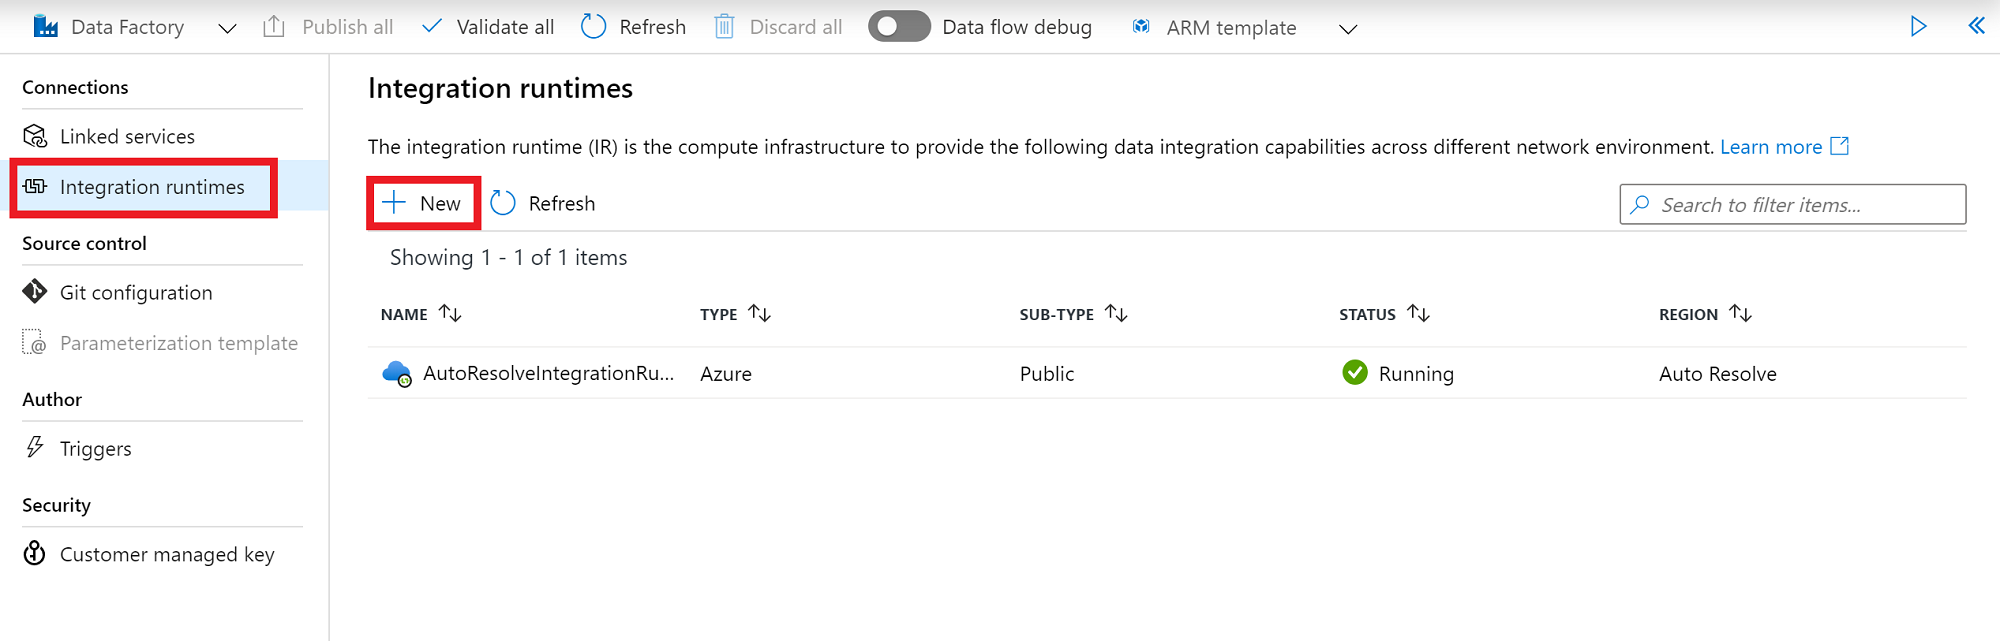 Data Factory Publish all Validate all Refresh Discard all Data flow debug ARM template
Connections
Linked services
Integration runtimes
Source control
Git configuration
Parameterization template
Author
Triggers
Security
Customer managed key
Integration runtimes
The integration runtime (IR) is the compute infrastructure to provide the following data integration capabilities across different network environment. Learn more
New Refresh Search to filter items...
Showing 1 - 1 of 1 items
NAME TYPE SUB-TYPE STATUS REGION
AutoResolveIntegrationRu... Azure Public Running Auto Resolve